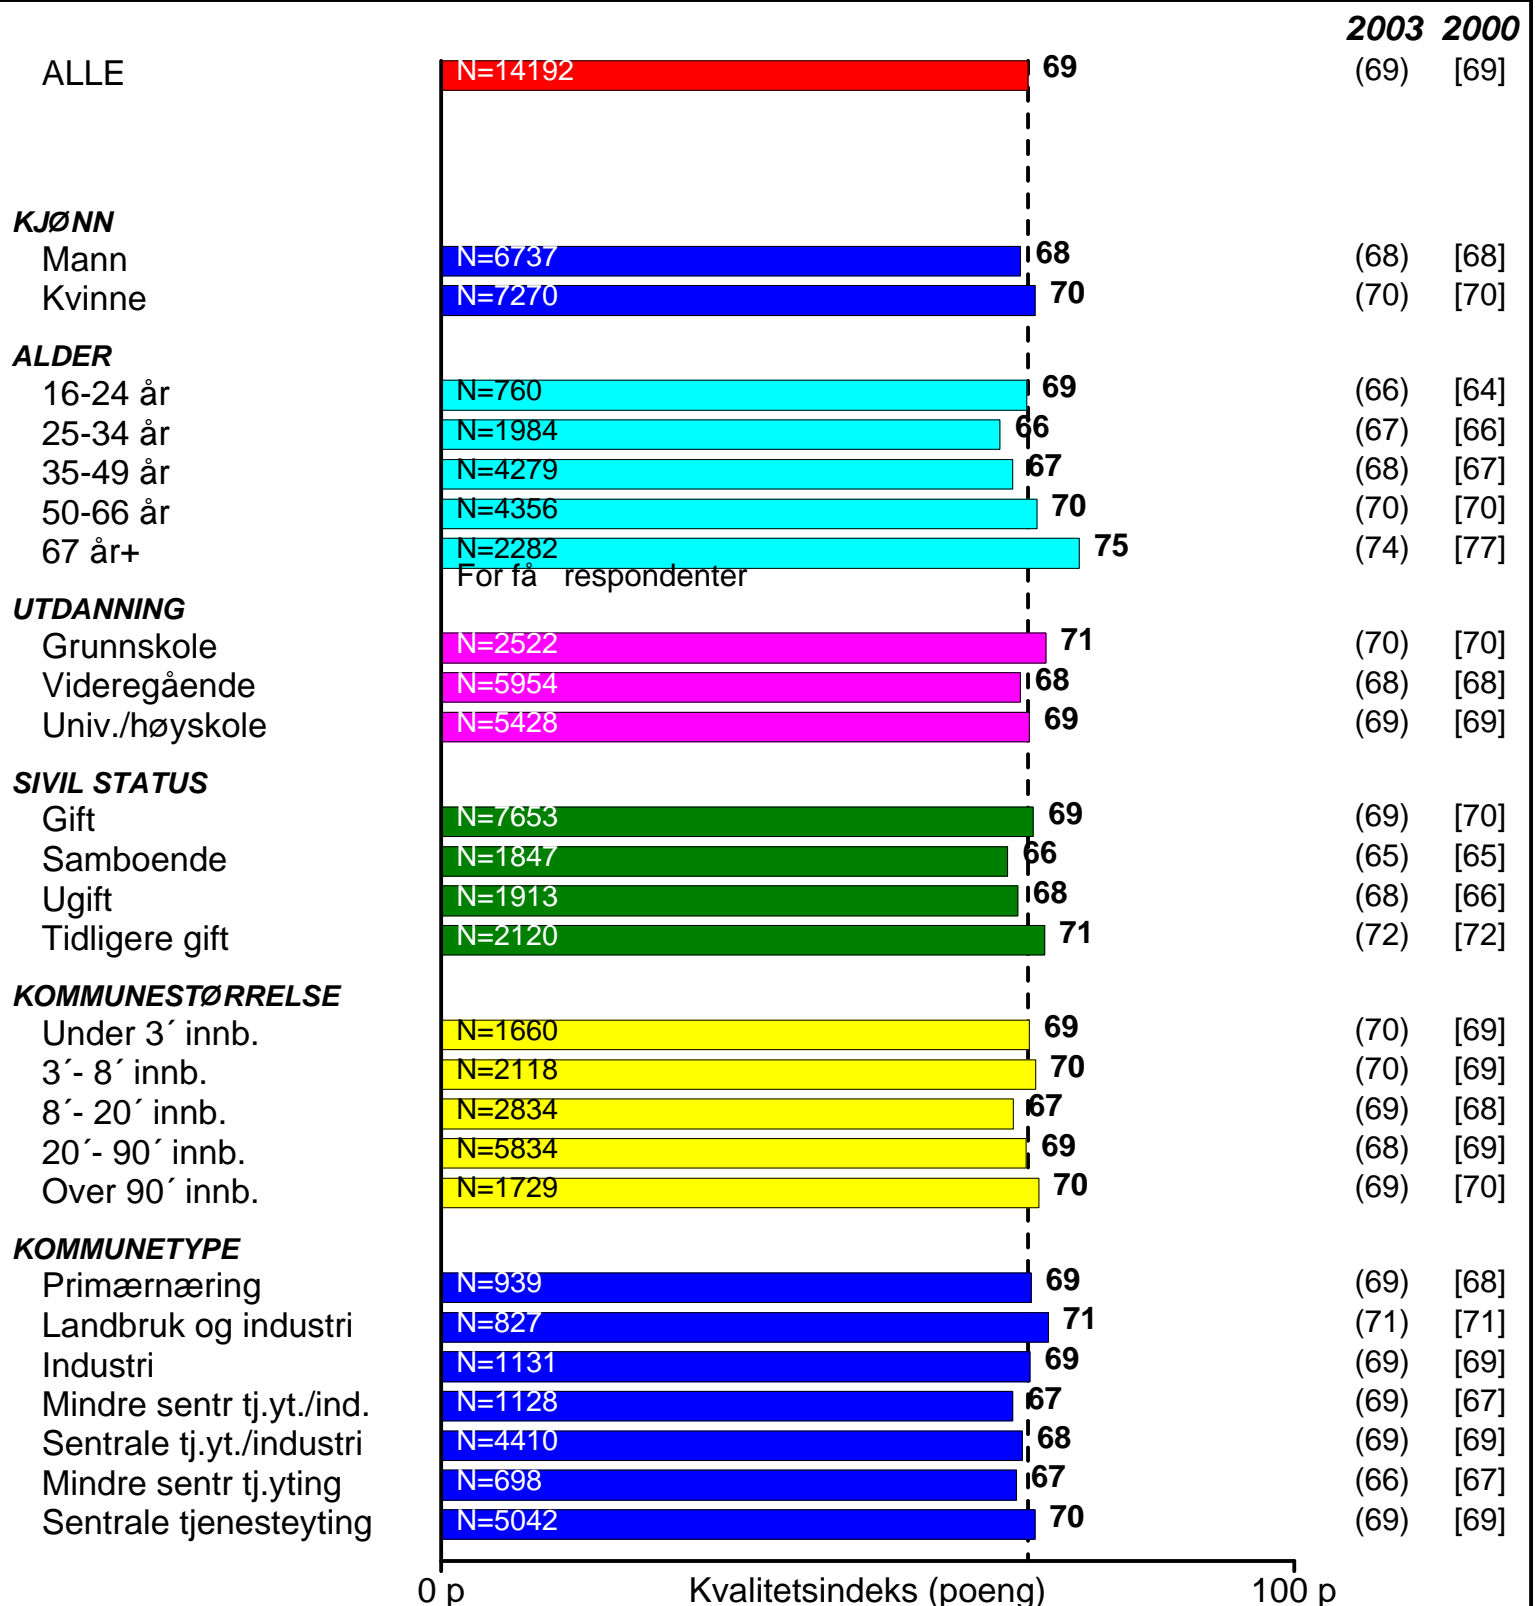 2003 2000
ALLE N=14192 69 (69) [69]
KJØNN
Mann N=6737 68 (68) [68]
Kvinne N=7270 70 (70) [70]
ALDER
16-24 år N=760 69 (66) [64]
25-34 år N=1984 66 (67) [66]
35-49 år N=4279 67 (68) [67]
50-66 år N=4356 70 (70) [70]
67 år+ N=2282 75 (74) [77]
For få respondenter
UTDANNING
Grunnskole N=2522 71 (70) [70]
Videregående N=5954 68 (68) [68]
Univ./høyskole N=5428 69 (69) [69]
SIVIL STATUS
Gift N=7653 69 (69) [70]
Samboende N=1847 66 (65) [65]
Ugift N=1913 68 (68) [66]
Tidligere gift N=2120 71 (72) [72]
KOMMUNESTØRRELSE
Under 3´ innb. N=1660 69 (70) [69]
3´- 8´ innb. N=2118 70 (70) [69]
8´- 20´ innb. N=2834 67 (69) [68]
20´- 90´ innb. N=5834 69 (68) [69]
Over 90´ innb. N=1729 70 (69) [70]
KOMMUNETYPE
Primærnæring N=939 69 (69) [68]
Landbruk og industri N=827 71 (71) [71]
Industri N=1131 69 (69) [69]
Mindre sentr tj.yt./ind. N=1128 67 (69) [67]
Sentrale tj.yt./industri N=4410 68 (69) [69]
Mindre sentr tj.yting N=698 67 (66) [67]
Sentrale tjenesteyting N=5042 70 (69) [69]
0 p Kvalitetsindeks (poeng) 100 p